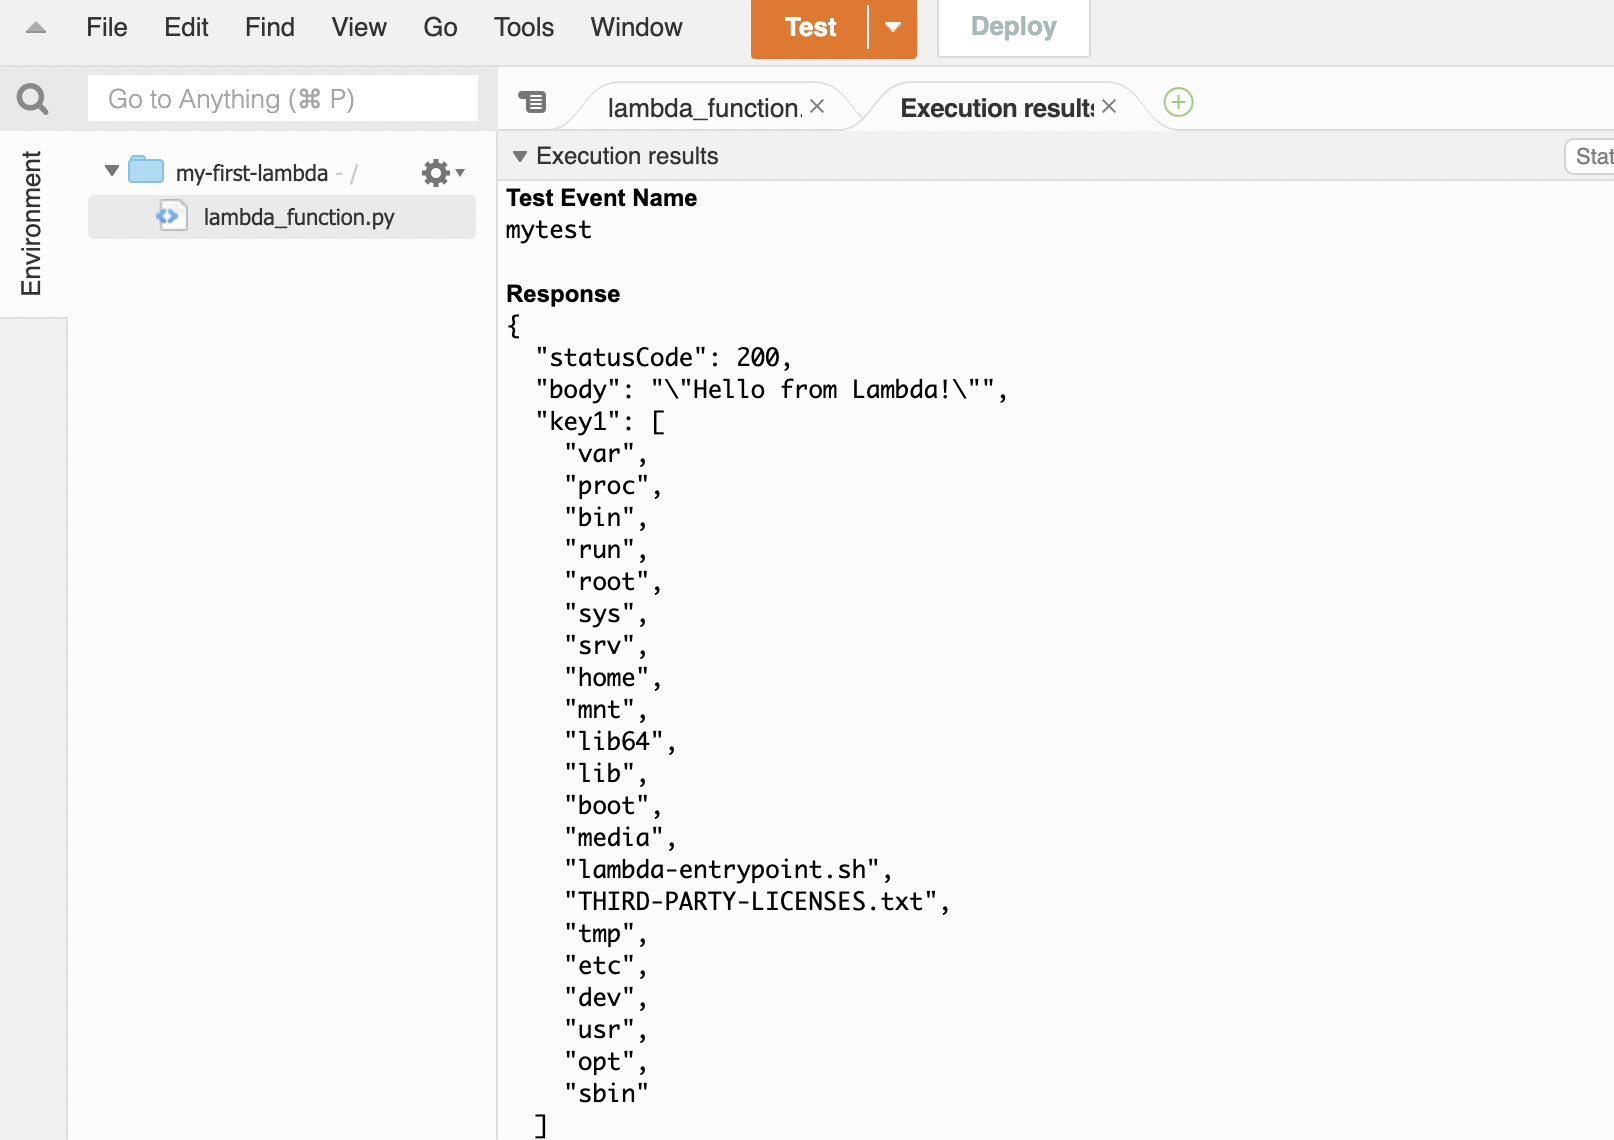 File Edit Find View Go Tools Window Test Deploy
Go to Anything (⌘ P)
lambda_function. × Execution results ×
Environment
my-first-lambda - /
lambda_function.py
Execution results
Stat
Test Event Name
mytest
Response
{
"statusCode": 200,
"body": "\"Hello from Lambda!\"",
"key1": [
"var",
"proc",
"bin",
"run",
"root",
"sys",
"srv",
"home",
"mnt",
"lib64",
"lib",
"boot",
"media",
"lambda-entrypoint.sh",
"THIRD-PARTY-LICENSES.txt",
"tmp",
"etc",
"dev",
"usr",
"opt",
"sbin"
]